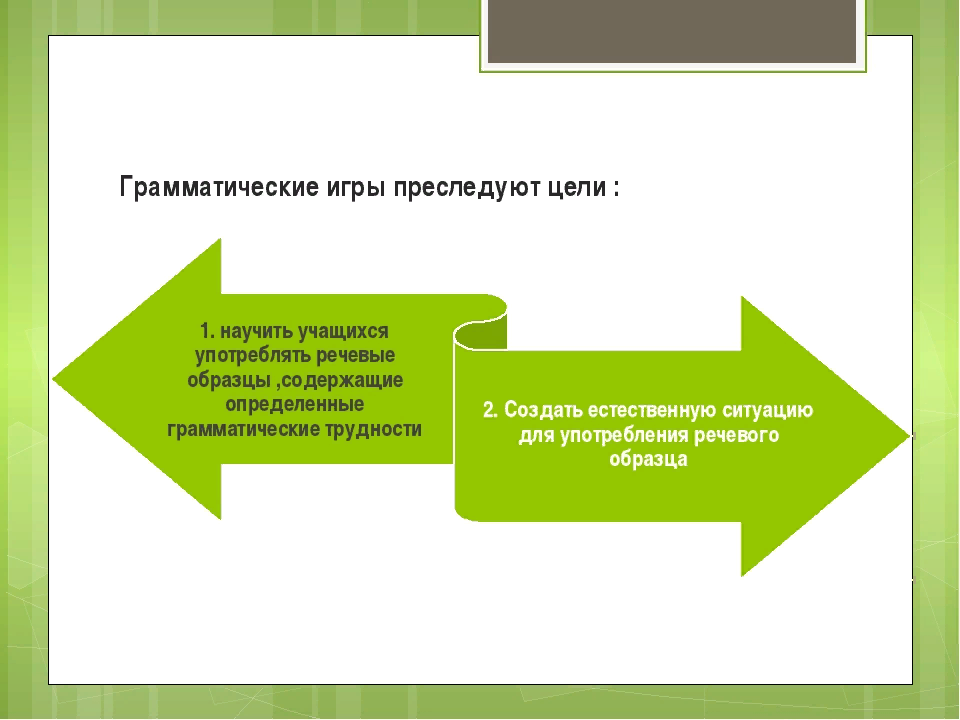 Грамматические игры преследуют цели :
1. научить учащихся
употреблять речевые
образцы ,содержащие
определенные
грамматические трудности
2. Создать естественную ситуацию
для употребления речевого
образца